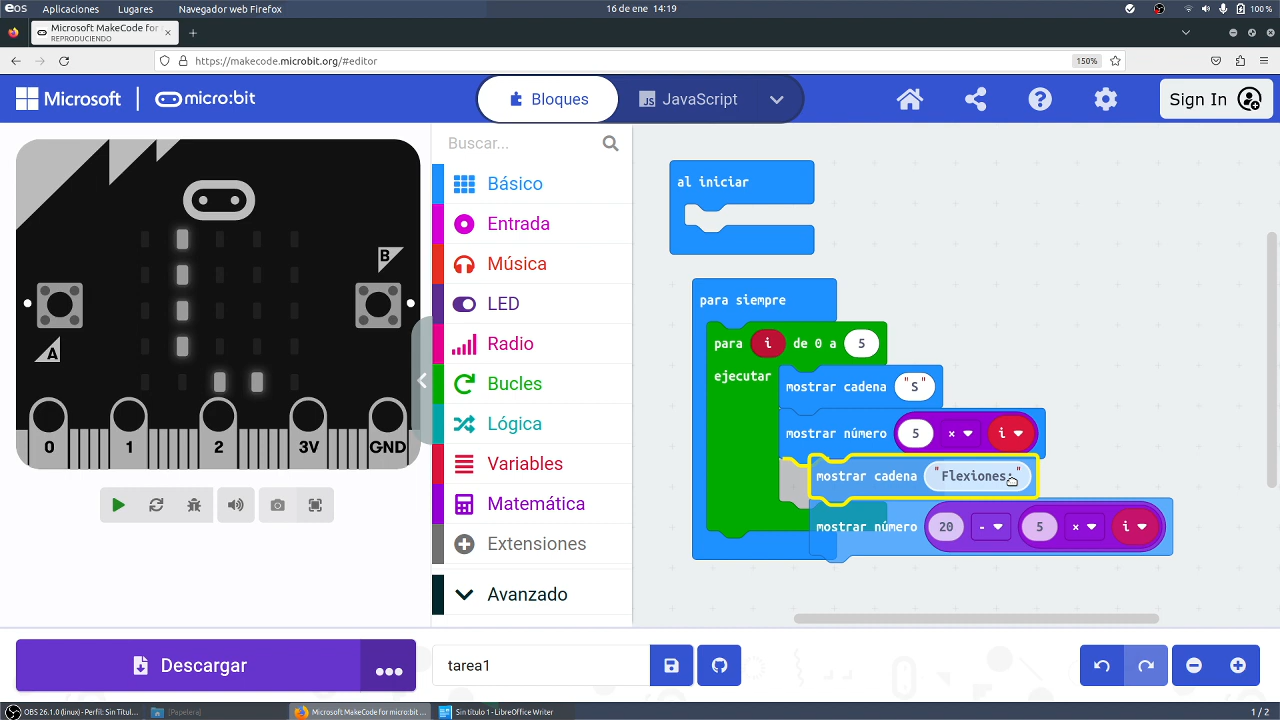 eos Aplicaciones Lugares Navegador web Firefox 16 de ene 14:19 100 %
Microsoft MakeCode for
REPRODUCIENDO
https://makecode.microbit.org/#editor 150%
Microsoft micro:bit Bloques JS JavaScript Sign In
Buscar...
Básico
Entrada
Música
LED
Radio
Bucles
Lógica
Variables
Matemática
Extensiones
Avanzado
A
B
0 1 2 3V GND
al iniciar
para siempre
para i de 0 a 5
ejecutar
mostrar cadena "S"
mostrar número 5 × i
mostrar cadena "Flexiones:"
mostrar número 20 - 5 × i
Descargar
tarea1
OBS 26.1.0 (linux) - Perfil: Sin Titul... [Papelera] Microsoft MakeCode for micro:bit ... Sin título 1 - LibreOffice Writer 1 / 2